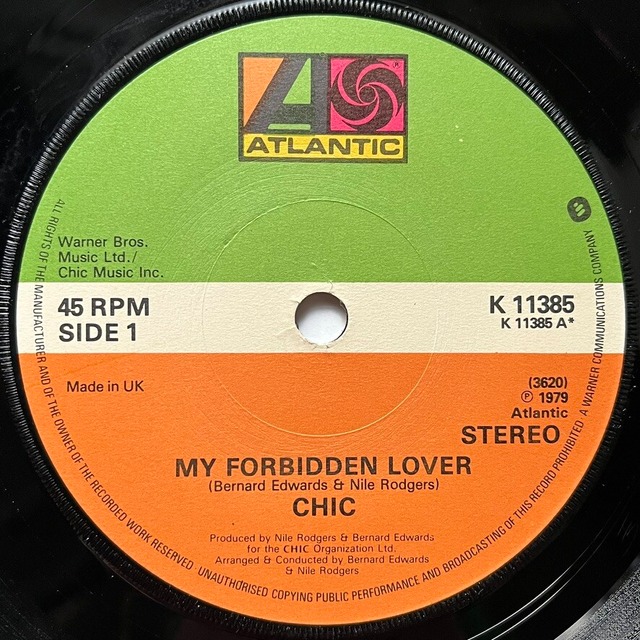 ATLANTIC
®
Warner Bros.
Music Ltd./
Chic Music Inc.
45 RPM
SIDE 1
K 11385
K 11385 A*
Made in UK
(3620)
℗ 1979
Atlantic
STEREO
MY FORBIDDEN LOVER
(Bernard Edwards & Nile Rodgers)
CHIC
Produced by Nile Rodgers & Bernard Edwards
for the CHIC Organization Ltd.
Arranged & Conducted by Bernard Edwards
& Nile Rodgers
ALL RIGHTS OF THE MANUFACTURER AND OF THE OWNER OF THE RECORDED WORK RESERVED · UNAUTHORISED COPYING PUBLIC PERFORMANCE AND BROADCASTING OF THIS RECORD PROHIBITED · A WARNER COMMUNICATIONS COMPANY